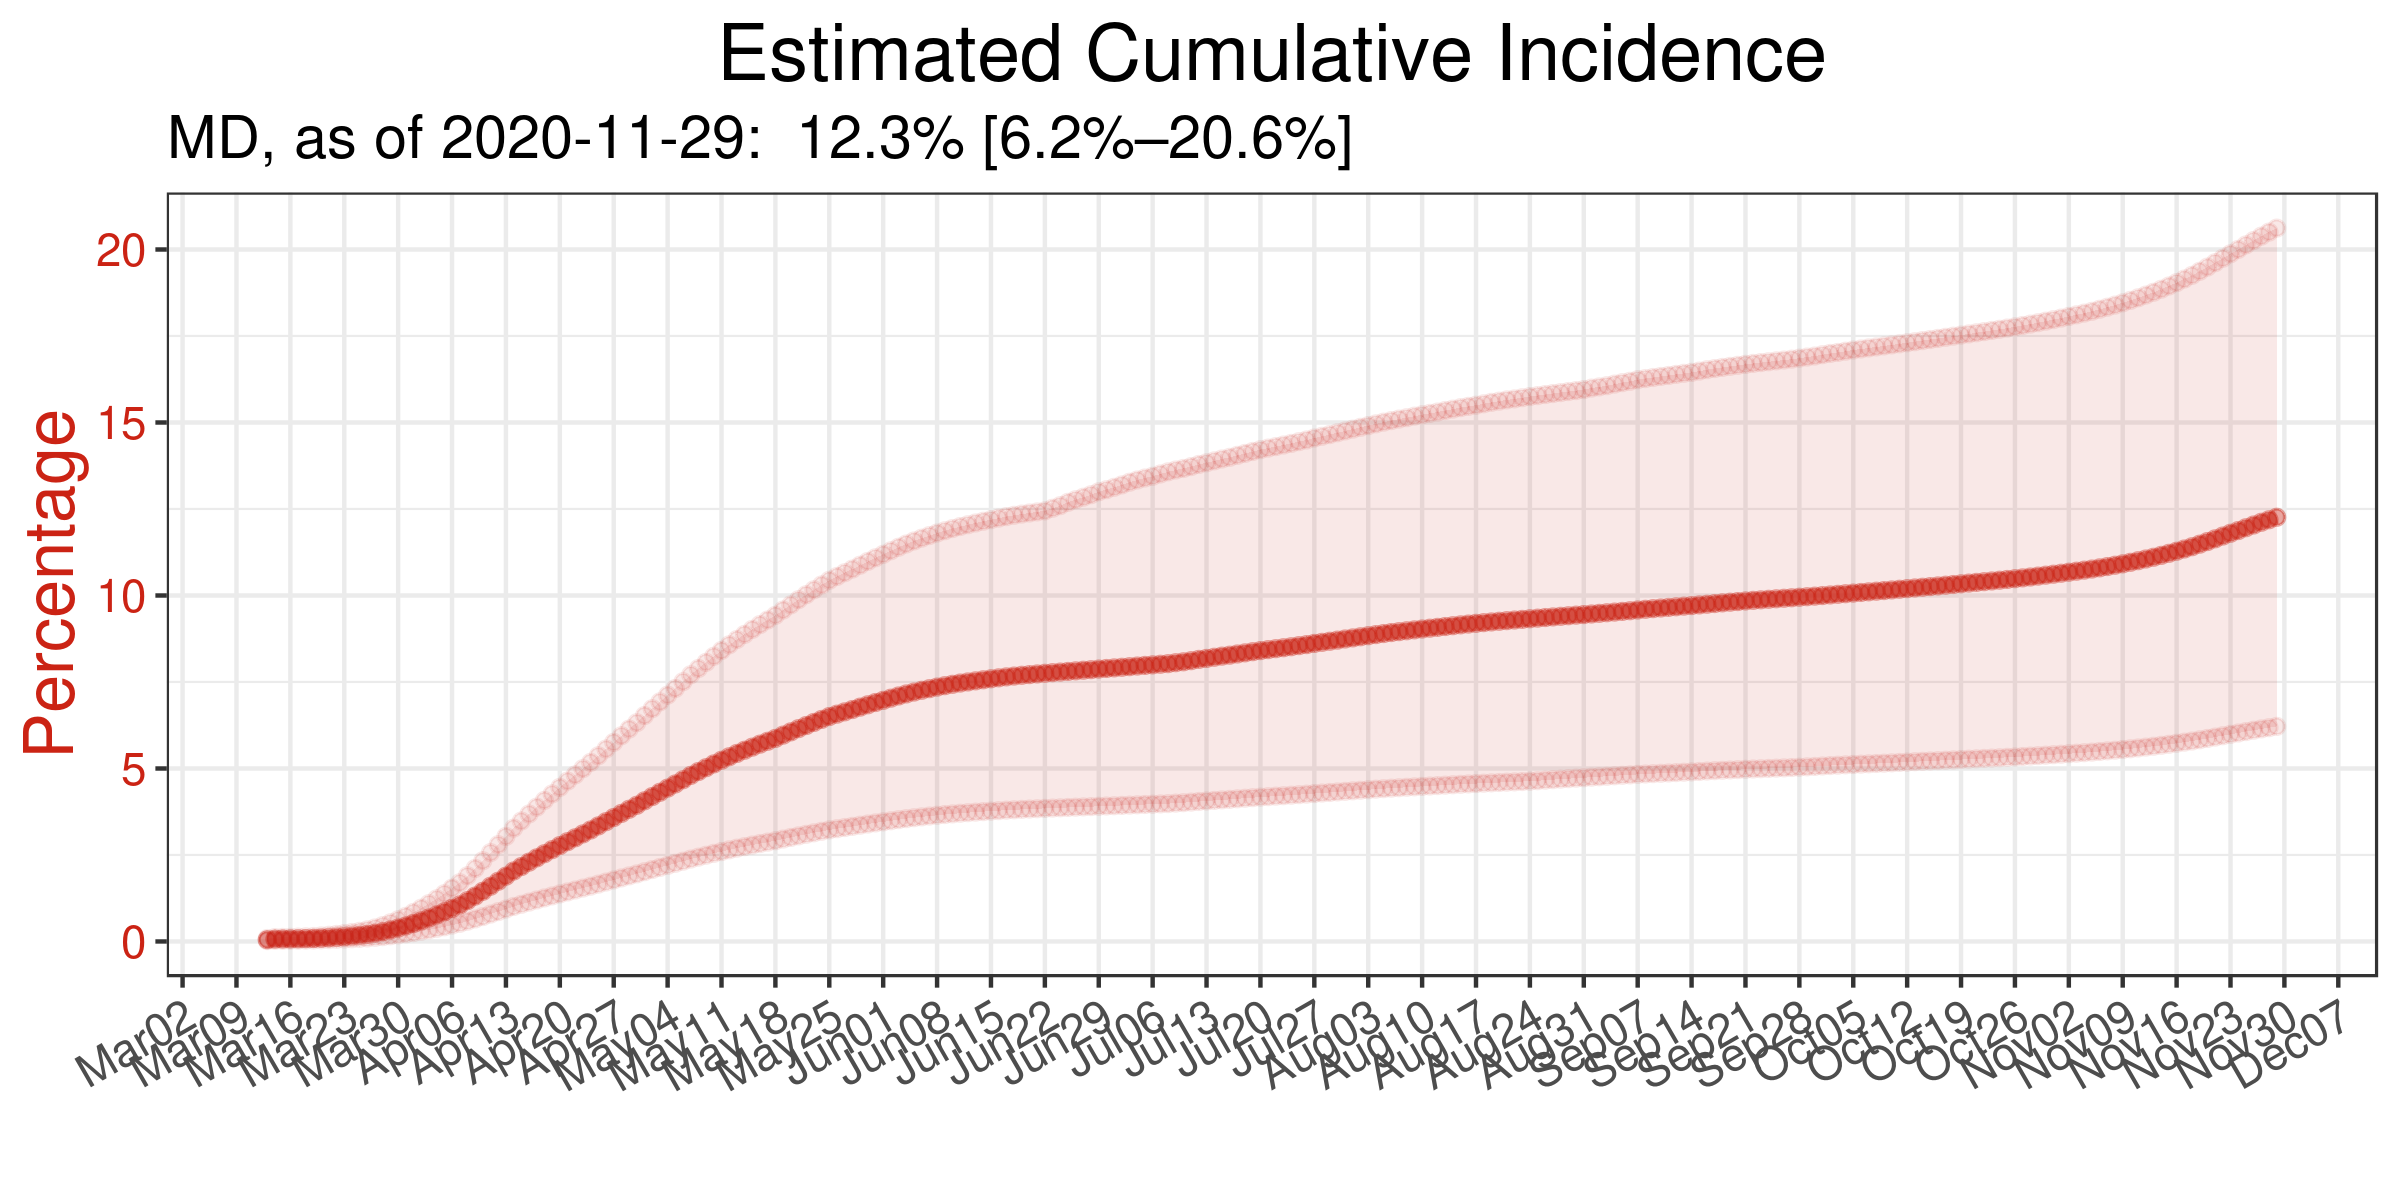 Estimated Cumulative Incidence
MD, as of 2020-11-29:  12.3% [6.2%–20.6%]
Percentage
20
15
10
5
0
Mar02
Mar09
Mar16
Mar23
Mar30
Apr06
Apr13
Apr20
Apr27
May04
May11
May18
May25
Jun01
Jun08
Jun15
Jun22
Jun29
Jul06
Jul13
Jul20
Jul27
Aug03
Aug10
Aug17
Aug24
Aug31
Sep07
Sep14
Sep21
Sep28
Oct05
Oct12
Oct19
Oct26
Nov02
Nov09
Nov16
Nov23
Nov30
Dec07